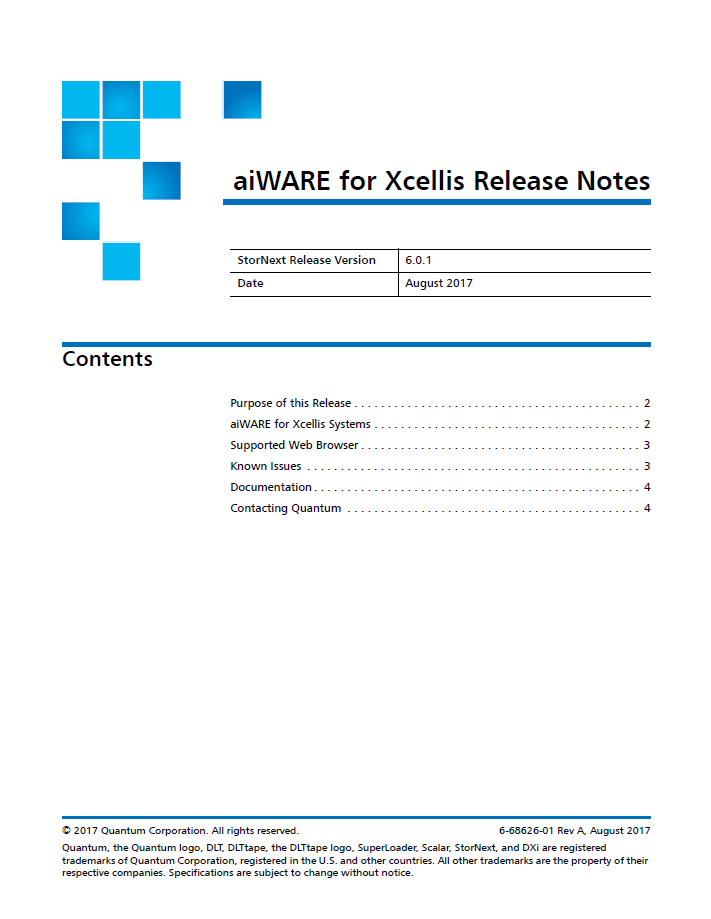 aiWARE for Xcellis Release Notes
StorNext Release Version 6.0.1
Date August 2017
Contents
Purpose of this Release . . . . . . . . . . . . . . . . . . . . . . . . . . . . . . . . . . . . . . . . . . 2
aiWARE for Xcellis Systems . . . . . . . . . . . . . . . . . . . . . . . . . . . . . . . . . . . . . . . 2
Supported Web Browser . . . . . . . . . . . . . . . . . . . . . . . . . . . . . . . . . . . . . . . . . 3
Known Issues . . . . . . . . . . . . . . . . . . . . . . . . . . . . . . . . . . . . . . . . . . . . . . . . . 3
Documentation . . . . . . . . . . . . . . . . . . . . . . . . . . . . . . . . . . . . . . . . . . . . . . . . 4
Contacting Quantum . . . . . . . . . . . . . . . . . . . . . . . . . . . . . . . . . . . . . . . . . . . 4
© 2017 Quantum Corporation. All rights reserved. 6-68626-01 Rev A, August 2017
Quantum, the Quantum logo, DLT, DLTtape, the DLTtape logo, SuperLoader, Scalar, StorNext, and DXi are registered
trademarks of Quantum Corporation, registered in the U.S. and other countries. All other trademarks are the property of their
respective companies. Specifications are subject to change without notice.